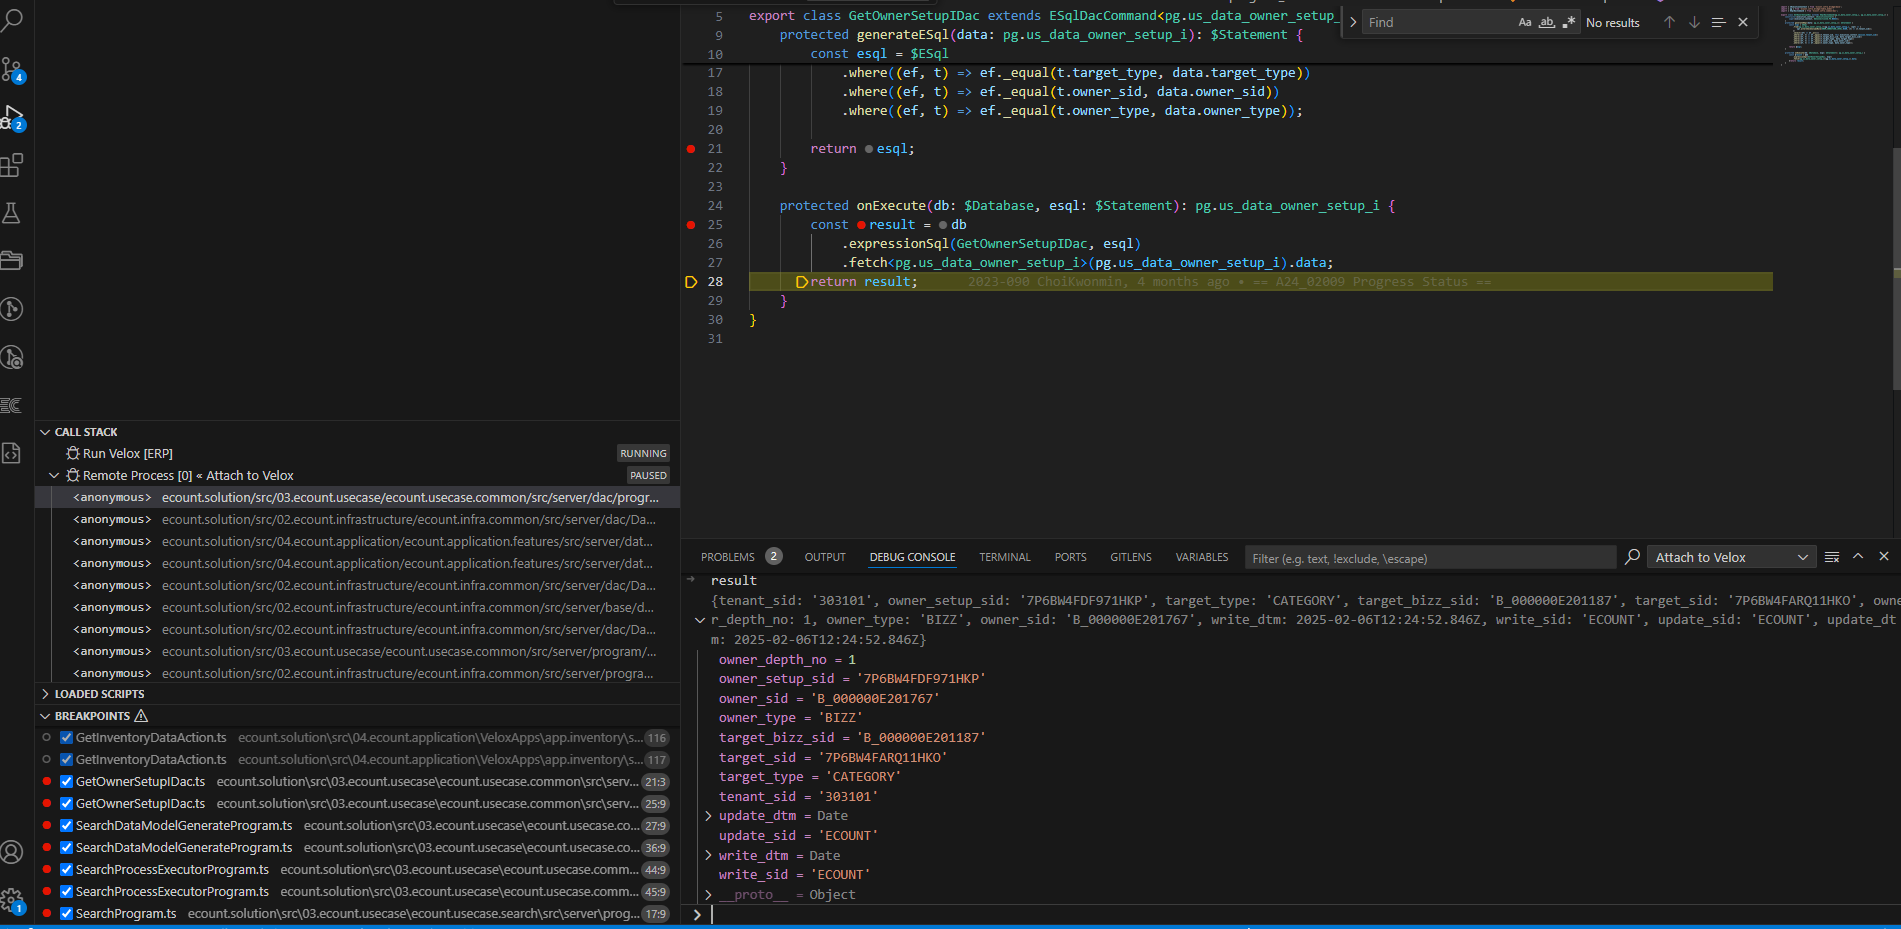 4
2
1
CALL STACK
Run Velox [ERP] RUNNING
Remote Process [0] « Attach to Velox PAUSED
<anonymous> ecount.solution/src/03.ecount.usecase/ecount.usecase.common/src/server/dac/progr...
<anonymous> ecount.solution/src/02.ecount.infrastructure/ecount.infra.common/src/server/dac/Da...
<anonymous> ecount.solution/src/04.ecount.application/ecount.application.features/src/server/dat...
<anonymous> ecount.solution/src/04.ecount.application/ecount.application.features/src/server/dat...
<anonymous> ecount.solution/src/02.ecount.infrastructure/ecount.infra.common/src/server/dac/Da...
<anonymous> ecount.solution/src/02.ecount.infrastructure/ecount.infra.common/src/server/base/d...
<anonymous> ecount.solution/src/02.ecount.infrastructure/ecount.infra.common/src/server/dac/Da...
<anonymous> ecount.solution/src/03.ecount.usecase/ecount.usecase.common/src/server/program/...
<anonymous> ecount.solution/src/02.ecount.infrastructure/ecount.infra.common/src/server/progra...
LOADED SCRIPTS
BREAKPOINTS
GetInventoryDataAction.ts ecount.solution\src\04.ecount.application\VeloxApps\app.inventory\s... 116
GetInventoryDataAction.ts ecount.solution\src\04.ecount.application\VeloxApps\app.inventory\s... 117
GetOwnerSetupIDac.ts ecount.solution\src\03.ecount.usecase\ecount.usecase.common\src\serv... 21:3
GetOwnerSetupIDac.ts ecount.solution\src\03.ecount.usecase\ecount.usecase.common\src\serv... 25:9
SearchDataModelGenerateProgram.ts ecount.solution\src\03.ecount.usecase\ecount.usecase.co... 27:9
SearchDataModelGenerateProgram.ts ecount.solution\src\03.ecount.usecase\ecount.usecase.co... 36:9
SearchProcessExecutorProgram.ts ecount.solution\src\03.ecount.usecase\ecount.usecase.comm... 44:9
SearchProcessExecutorProgram.ts ecount.solution\src\03.ecount.usecase\ecount.usecase.comm... 45:9
SearchProgram.ts ecount.solution\src\03.ecount.usecase\ecount.usecase.search\src\server\prog... 17:9
5 export class GetOwnerSetupIDac extends ESqlDacCommand<pg.us_data_owner_setup_
9 protected generateESql(data: pg.us_data_owner_setup_i): $Statement {
10 const esql = $ESql
17 .where((ef, t) => ef._equal(t.target_type, data.target_type))
18 .where((ef, t) => ef._equal(t.owner_sid, data.owner_sid))
19 .where((ef, t) => ef._equal(t.owner_type, data.owner_type));
20
21 return esql;
22 }
23
24 protected onExecute(db: $Database, esql: $Statement): pg.us_data_owner_setup_i {
25 const result = db
26 .expressionSql(GetOwnerSetupIDac, esql)
27 .fetch<pg.us_data_owner_setup_i>(pg.us_data_owner_setup_i).data;
28 return result; 2023-090 ChoiKwonmin, 4 months ago • == A24_02009 Progress Status ==
29 }
30 }
31
Find Aa ab .* No results
PROBLEMS 2 OUTPUT DEBUG CONSOLE TERMINAL PORTS GITLENS VARIABLES Filter (e.g. text, !exclude, \escape) Attach to Velox
result
{tenant_sid: '303101', owner_setup_sid: '7P6BW4FDF971HKP', target_type: 'CATEGORY', target_bizz_sid: 'B_000000E201187', target_sid: '7P6BW4FARQ11HKO', owne
r_depth_no: 1, owner_type: 'BIZZ', owner_sid: 'B_000000E201767', write_dtm: 2025-02-06T12:24:52.846Z, write_sid: 'ECOUNT', update_sid: 'ECOUNT', update_dt
m: 2025-02-06T12:24:52.846Z}
owner_depth_no = 1
owner_setup_sid = '7P6BW4FDF971HKP'
owner_sid = 'B_000000E201767'
owner_type = 'BIZZ'
target_bizz_sid = 'B_000000E201187'
target_sid = '7P6BW4FARQ11HKO'
target_type = 'CATEGORY'
tenant_sid = '303101'
update_dtm = Date
update_sid = 'ECOUNT'
write_dtm = Date
write_sid = 'ECOUNT'
__proto__ = Object